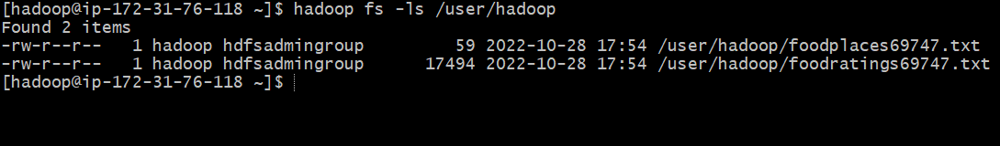 [hadoop@ip-172-31-76-118 ~]$ hadoop fs -ls /user/hadoop
Found 2 items
-rw-r--r--   1 hadoop hdfsadmingroup         59 2022-10-28 17:54 /user/hadoop/foodplaces69747.txt
-rw-r--r--   1 hadoop hdfsadmingroup      17494 2022-10-28 17:54 /user/hadoop/foodratings69747.txt
[hadoop@ip-172-31-76-118 ~]$